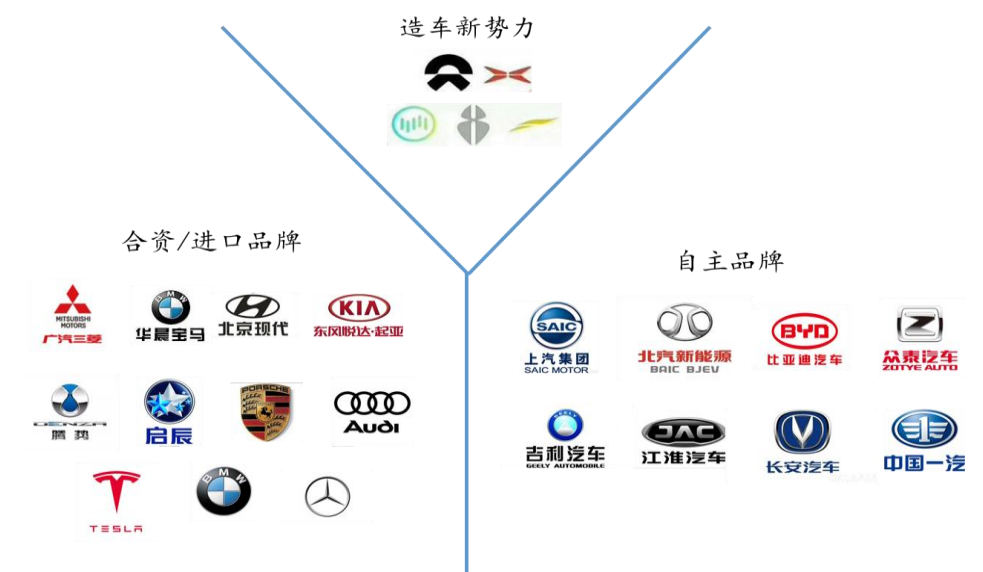 造车新势力
合资/进口品牌
自主品牌
MITSUBISHI
MOTORS
广汽三菱
BMW
华晨宝马
北京现代
KIA
东风悦达·起亚
DENZA
腾势
启辰
PORSCHE
Audi
TESLA
BMW
SAIC
上汽集团
SAIC MOTOR
北汽新能源
BAIC BJEV
BYD
比亚迪汽车
众泰汽车
ZOTYE AUTO
GEELY
吉利汽车
GEELY AUTOMOBILE
JAC
江淮汽车
长安汽车
中国一汽